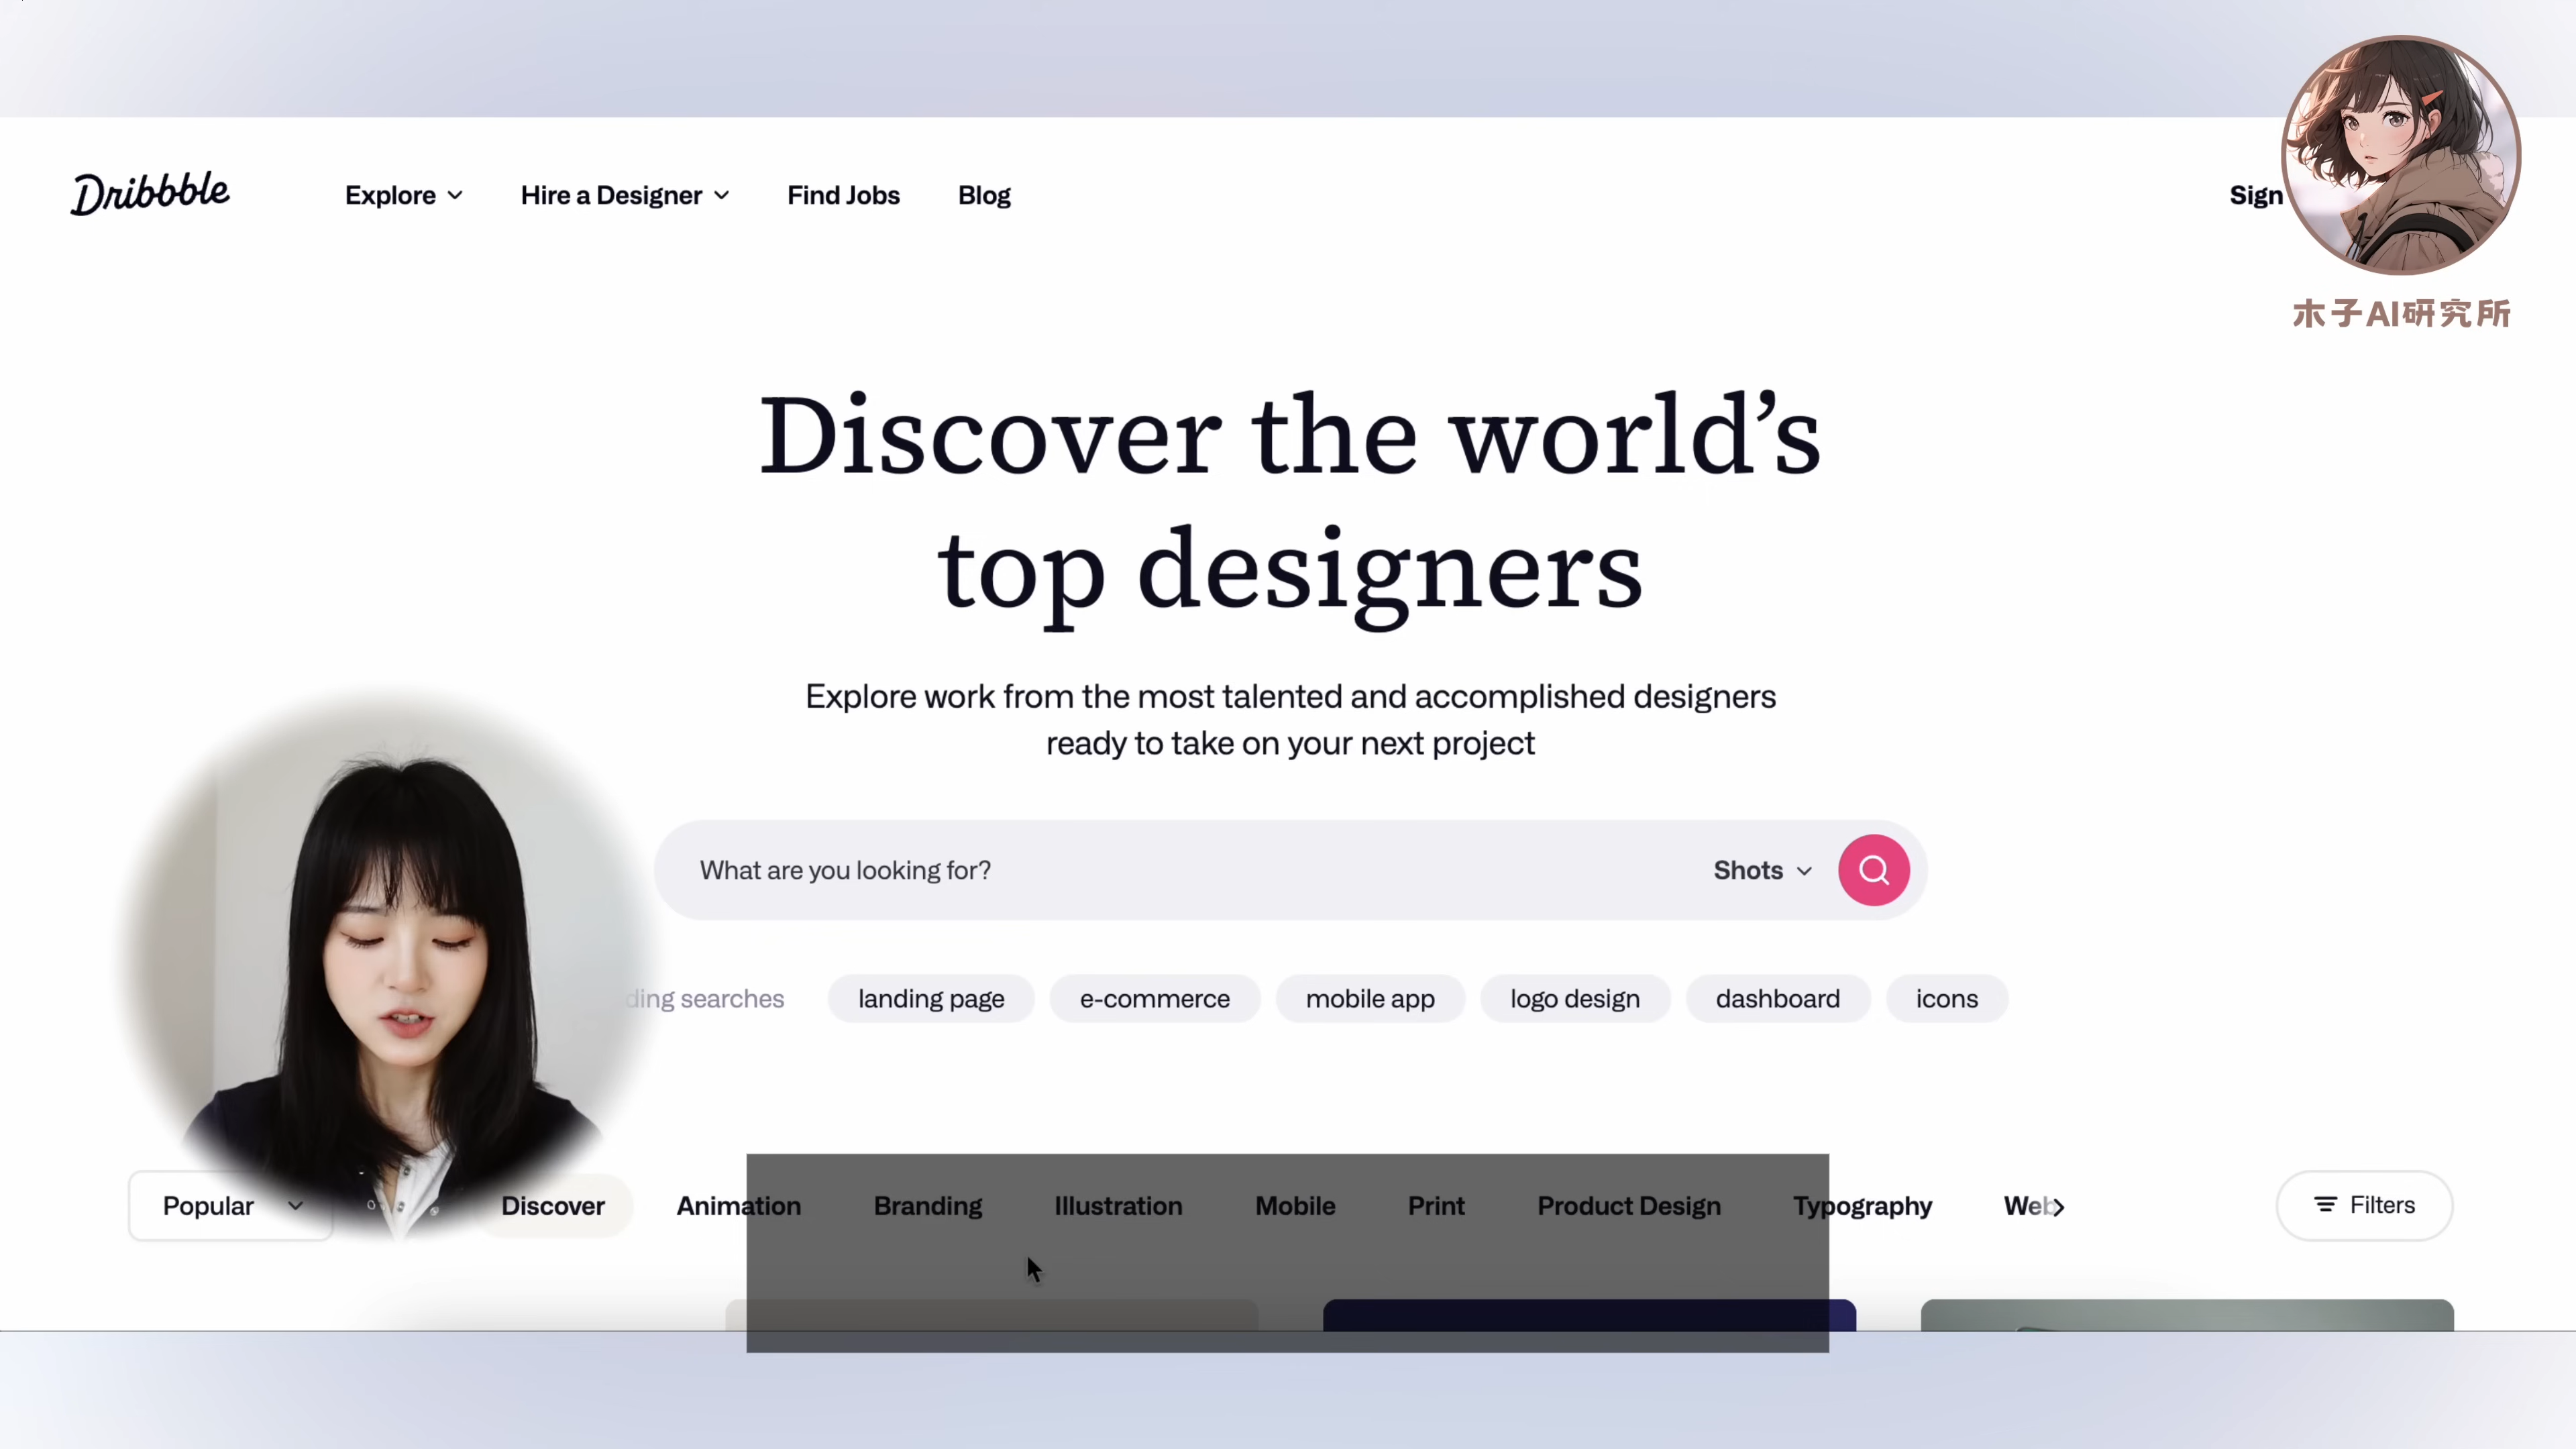 Dribbble
Explore
Hire a Designer
Find Jobs
Blog
Sign
木子AI研究所
Discover the world's
top designers
Explore work from the most talented and accomplished designers
ready to take on your next project
What are you looking for?
Shots
ding searches
landing page
e-commerce
mobile app
logo design
dashboard
icons
Popular
Discover
Animation
Branding
Illustration
Mobile
Print
Product Design
Typography
Web
Filters